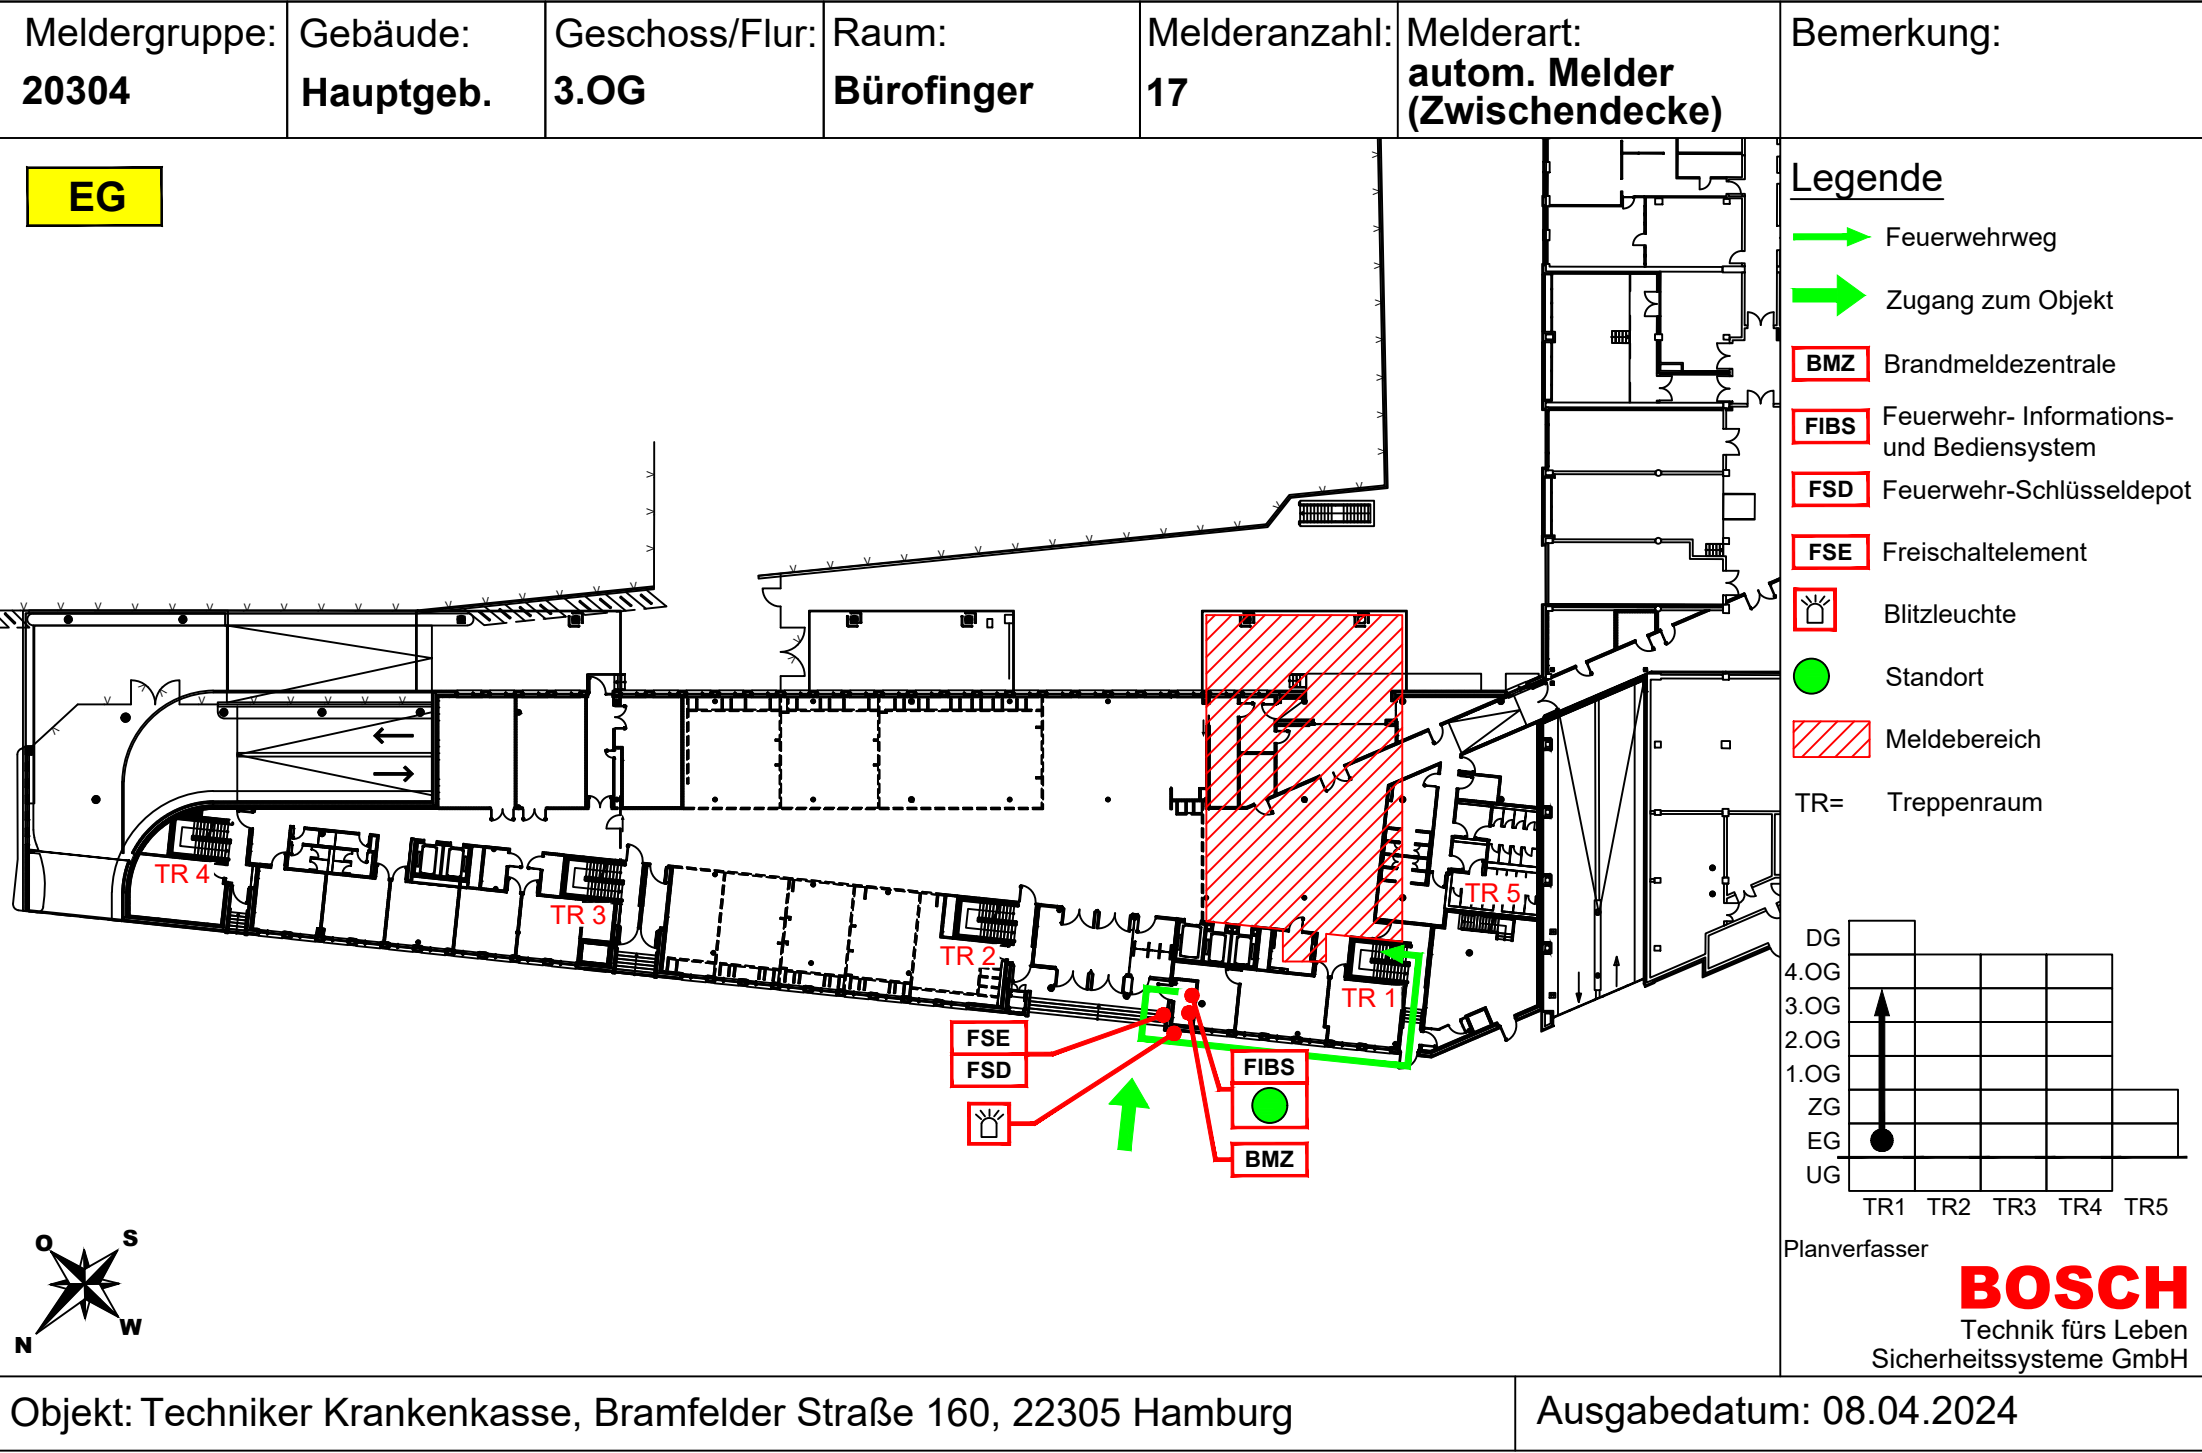 Meldergruppe: Gebäude: Geschoss/Flur: Raum: Melderanzahl: Melderart: Bemerkung:
20304 Hauptgeb. 3.OG Bürofinger 17 autom. Melder
(Zwischendecke)
EG
Legende
Feuerwehrweg
Zugang zum Objekt
BMZ Brandmeldezentrale
FIBS Feuerwehr- Informations-
und Bediensystem
FSD Feuerwehr-Schlüsseldepot
FSE Freischaltelement
Blitzleuchte
Standort
Meldebereich
TR= Treppenraum
TR 4
TR 3
TR 2
TR 1
TR 5
FSE
FSD
FIBS
BMZ
DG
4.OG
3.OG
2.OG
1.OG
ZG
EG
UG
TR1 TR2 TR3 TR4 TR5
O S
N W
Planverfasser
BOSCH
Technik fürs Leben
Sicherheitssysteme GmbH
Objekt: Techniker Krankenkasse, Bramfelder Straße 160, 22305 Hamburg
Ausgabedatum: 08.04.2024